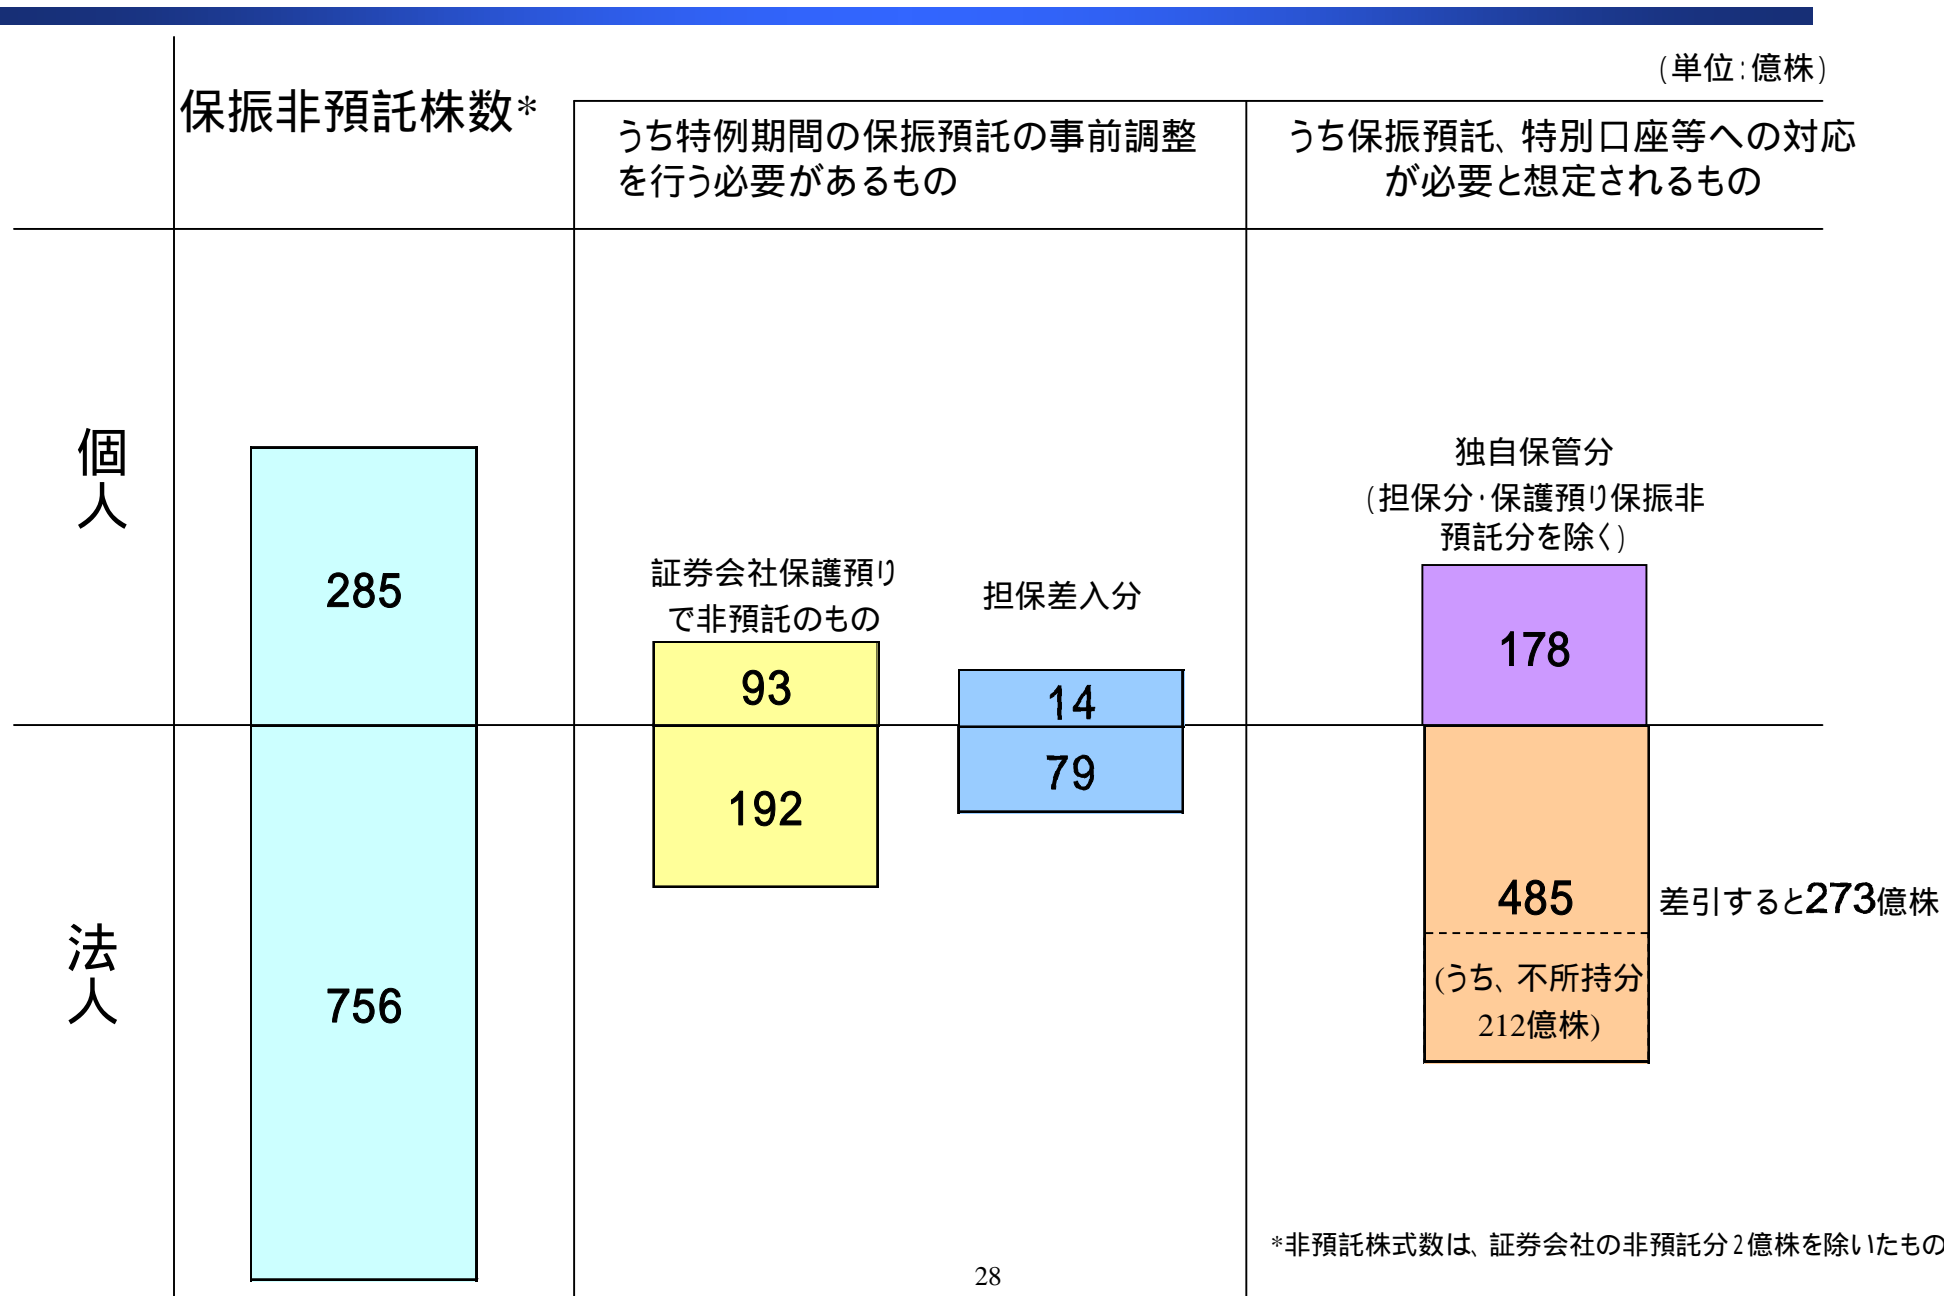 (単位:億株)
保振非預託株数*
うち特例期間の保振預託の事前調整
を行う必要があるもの
うち保振預託、特別口座等への対応
が必要と想定されるもの
個
人
285
証券会社保護預り
で非預託のもの
93
担保差入分
14
独自保管分
(担保分・保護預り保振非
預託分を除く)
178
法
人
756
192
79
485
差引すると273億株
(うち、不所持分
212億株)
*非預託株式数は、証券会社の非預託分2億株を除いたもの
28